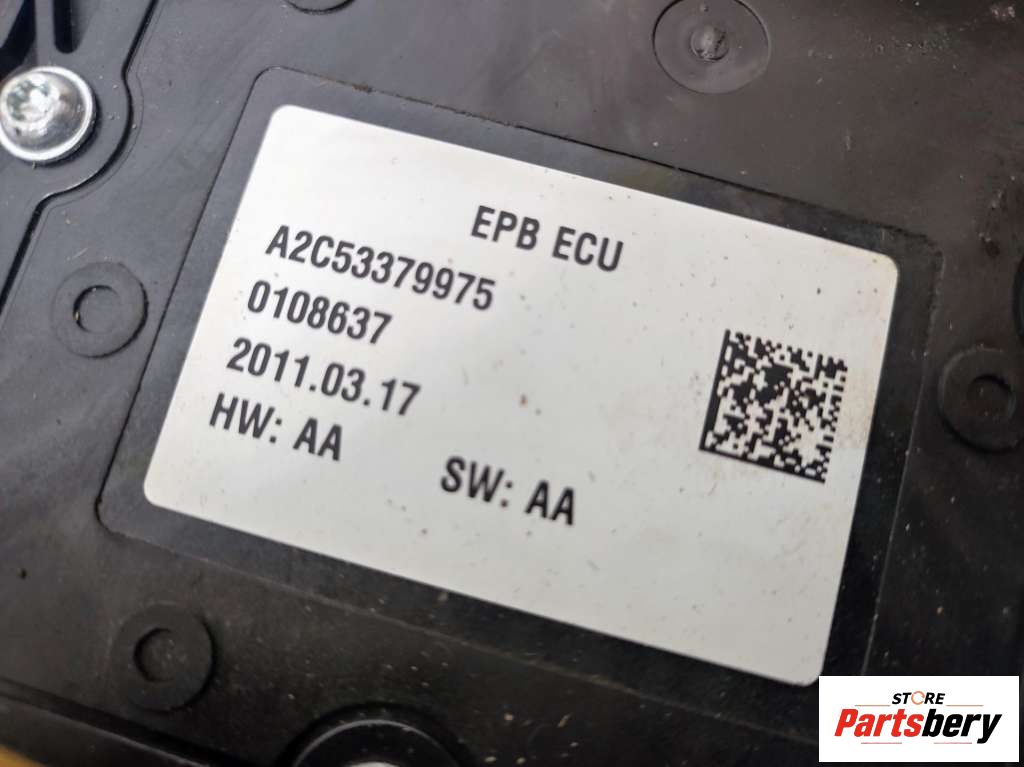 EPB ECU
A2C53379975
0108637
2011.03.17
HW: AA
SW: AA
STORE
Partsbery